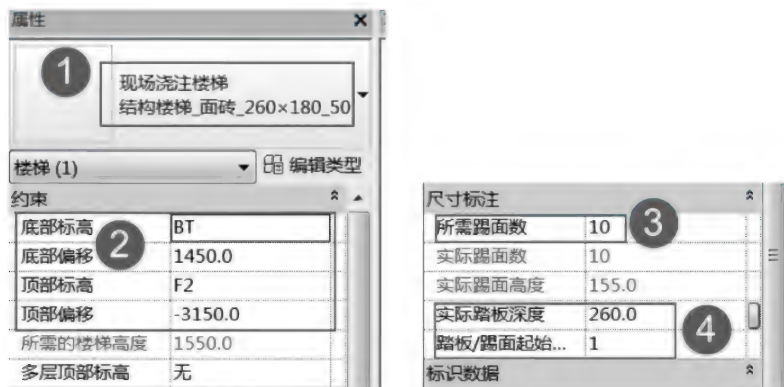 属性
1
现场浇注楼梯
结构楼梯_面砖_260×180_50
楼梯 (1)
编辑类型
约束
底部标高 BT
底部偏移 1450.0
2
顶部标高 F2
顶部偏移 -3150.0
所需的楼梯高度 1550.0
多层顶部标高 无
尺寸标注
所需踢面数 10
3
实际踢面数 10
实际踢面高度 155.0
实际踏板深度 260.0
4
踏板/踢面起始... 1
标识数据